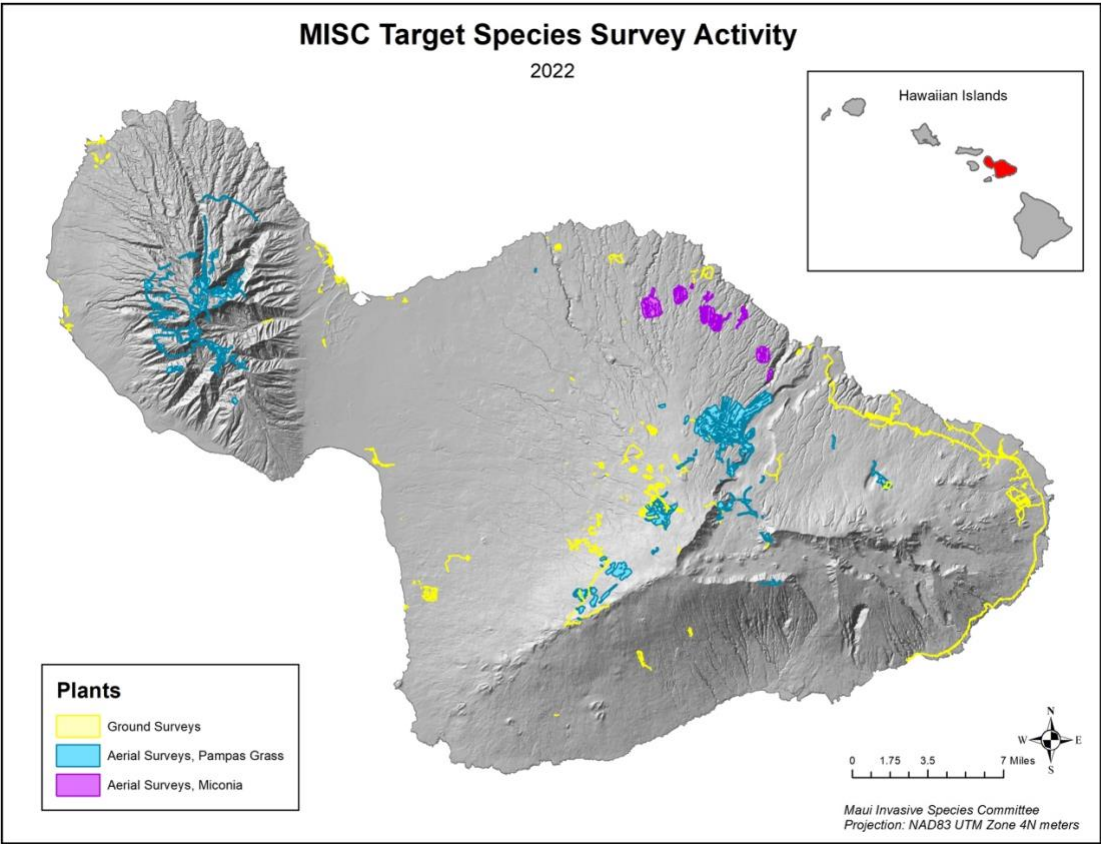 MISC Target Species Survey Activity
2022
Hawaiian Islands
Plants
Ground Surveys
Aerial Surveys, Pampas Grass
Aerial Surveys, Miconia
N
W E
S
0 1.75 3.5 7 Miles
Maui Invasive Species Committee
Projection: NAD83 UTM Zone 4N meters